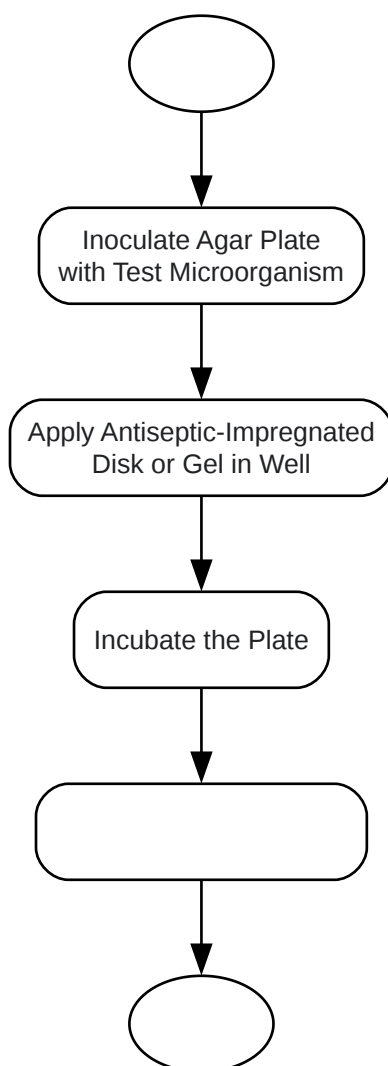 Inoculate Agar Plate
with Test Microorganism
Apply Antiseptic-Impregnated
Disk or Gel in Well
Incubate the Plate